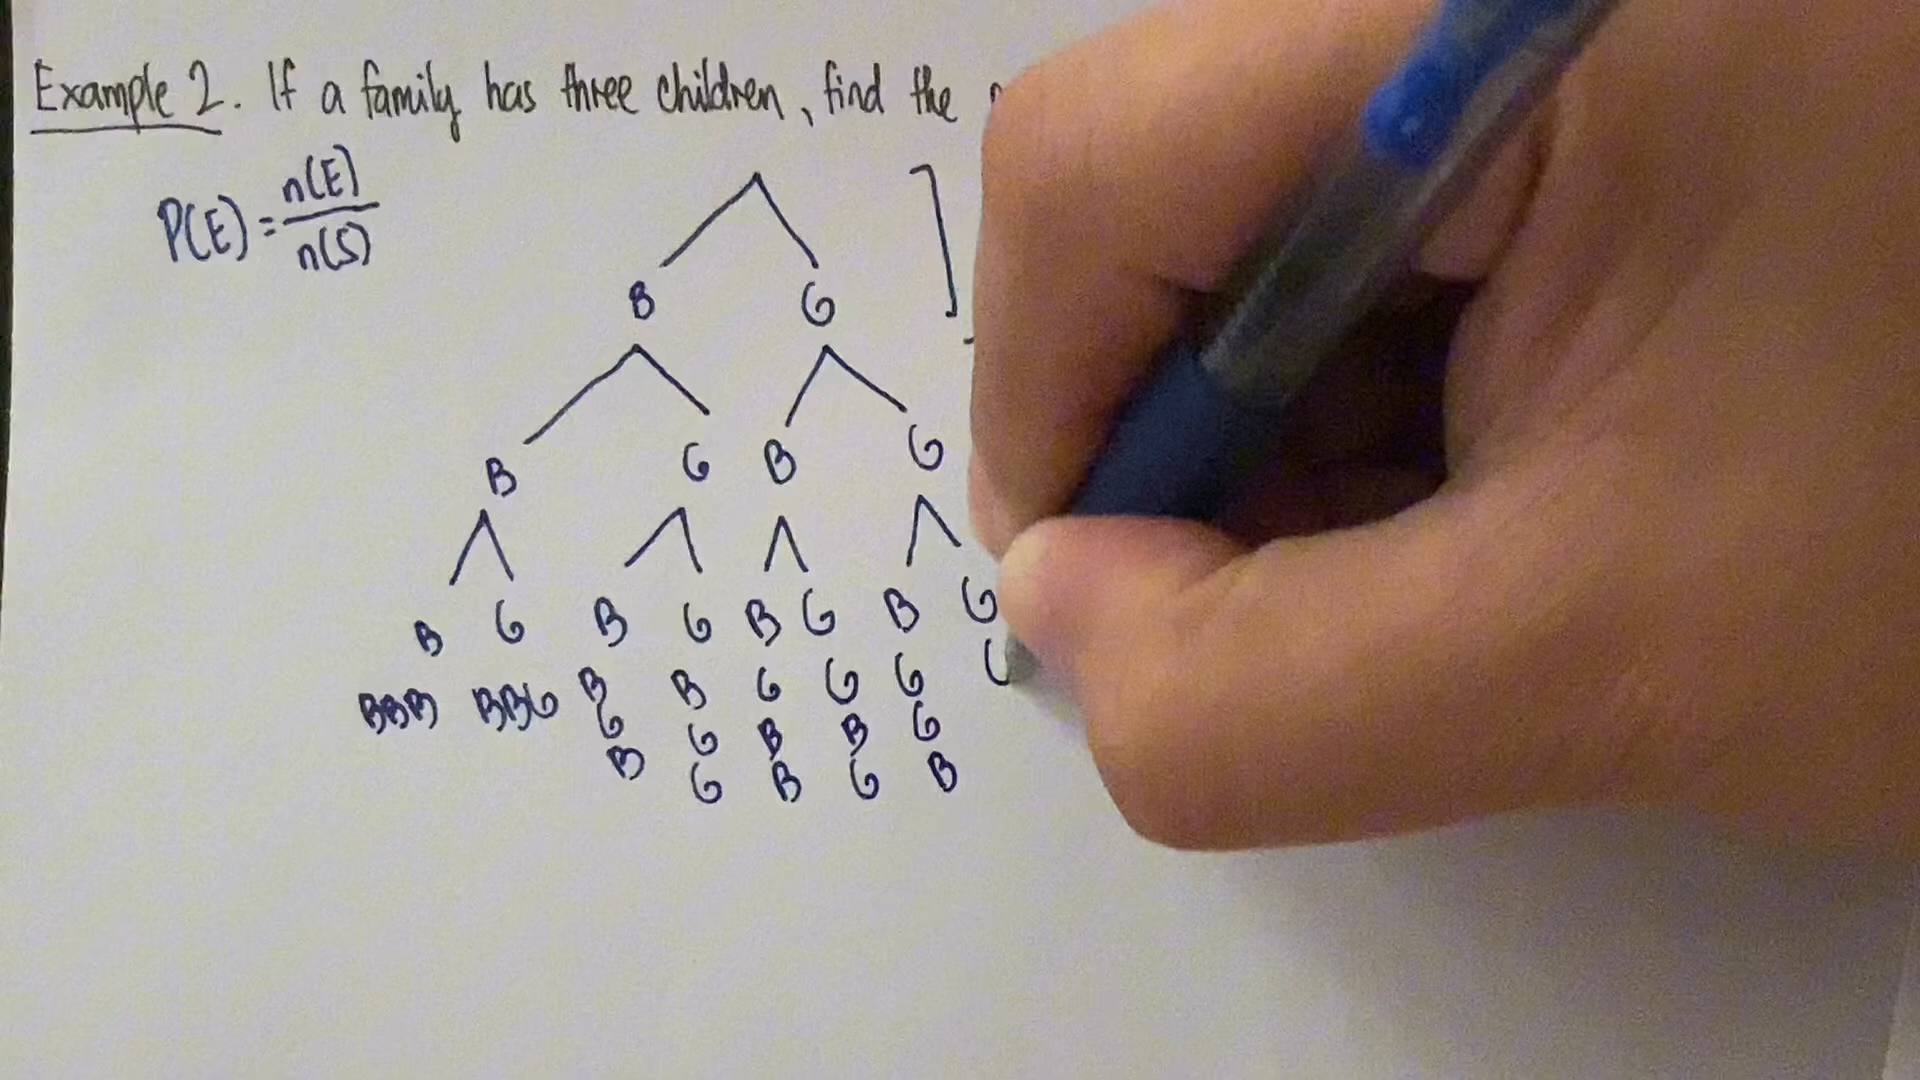 Example 2. If a family has three children, find the
P(E) = n(E)
n(S)
B G
B G B G
B G B G B G B G
BBB BBG B B G G G G
G G B B G
B G B G B